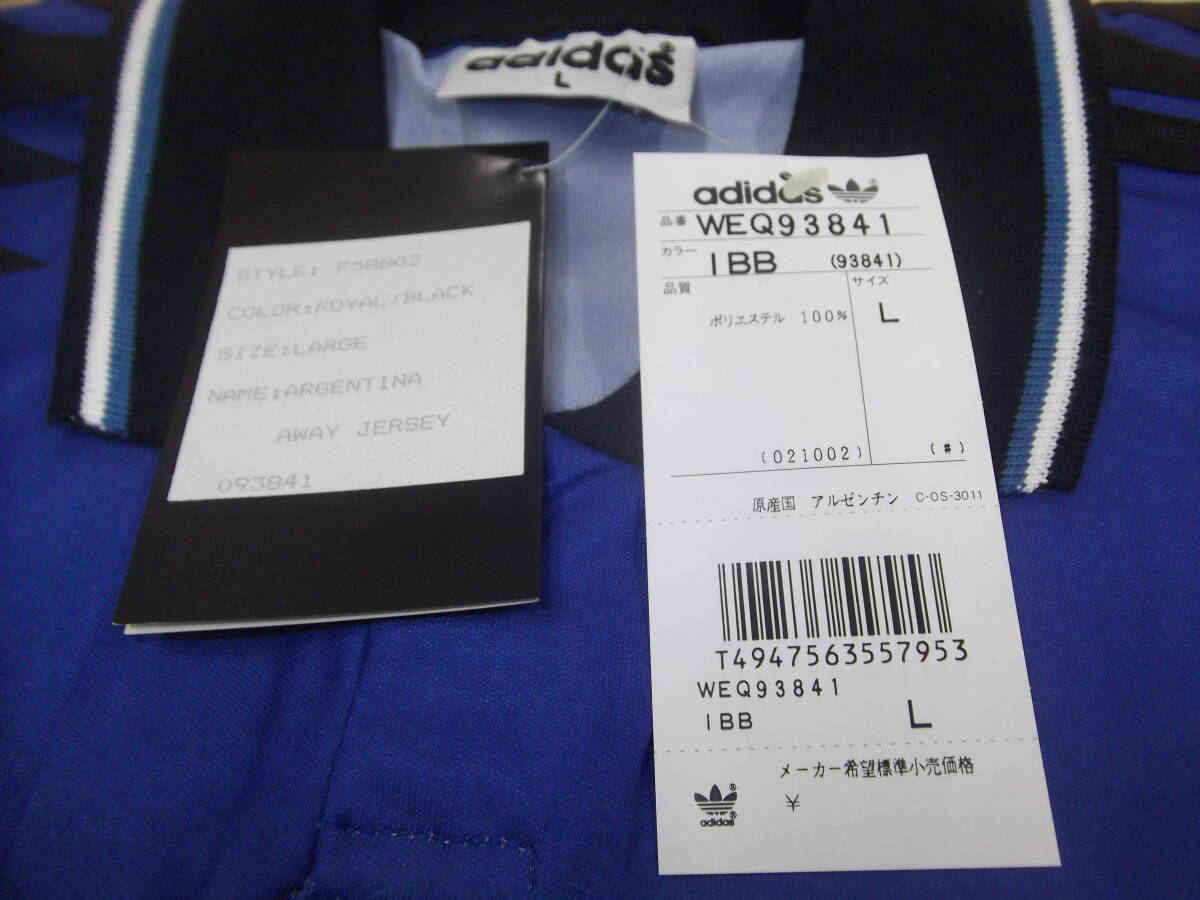 adidas
L
STYLE: F58802
COLOR:ROYAL/BLACK
SIZE:LARGE
NAME:ARGENTINA
AWAY JERSEY
093841
adidas ®
品番 WEQ93841
カラー 1BB (93841)
品質 サイズ
ポリエステル 100% L
(021002) (#)
原産国 アルゼンチン C-OS-3011
T4947563557953
WEQ93841
1BB L
メーカー希望標準小売価格
¥
adidas®